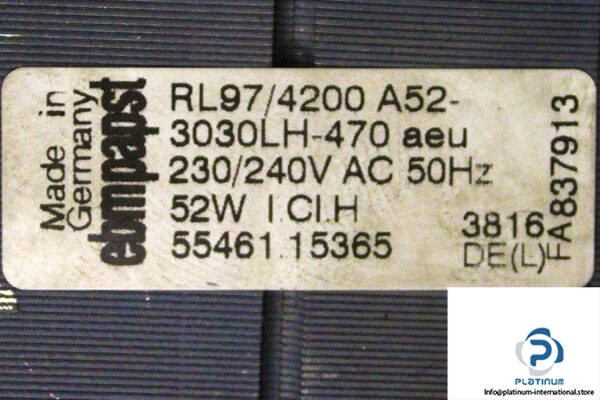 Made in
Germany
ebmpapst
RL97/4200 A52-
3030LH-470 aeu
230/240V AC 50Hz
52W I.Cl.H
55461.15365
3816
DE(L)
FA837913
PLATINUM
Info@platinum-international.store